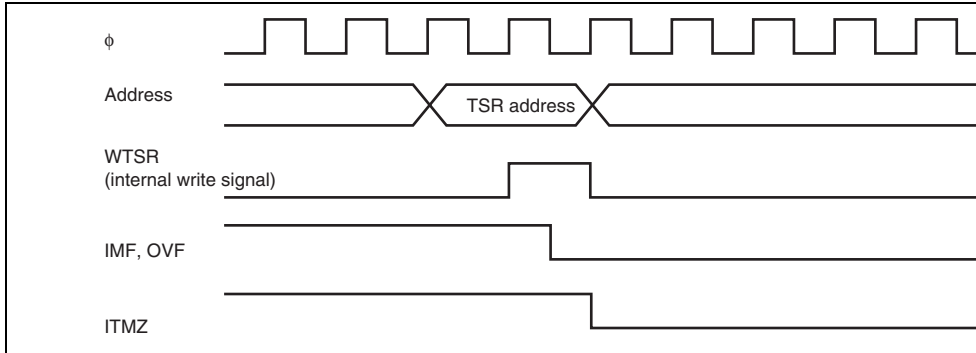 ϕ
Address
TSR address
WTSR
(internal write signal)
IMF, OVF
ITMZ